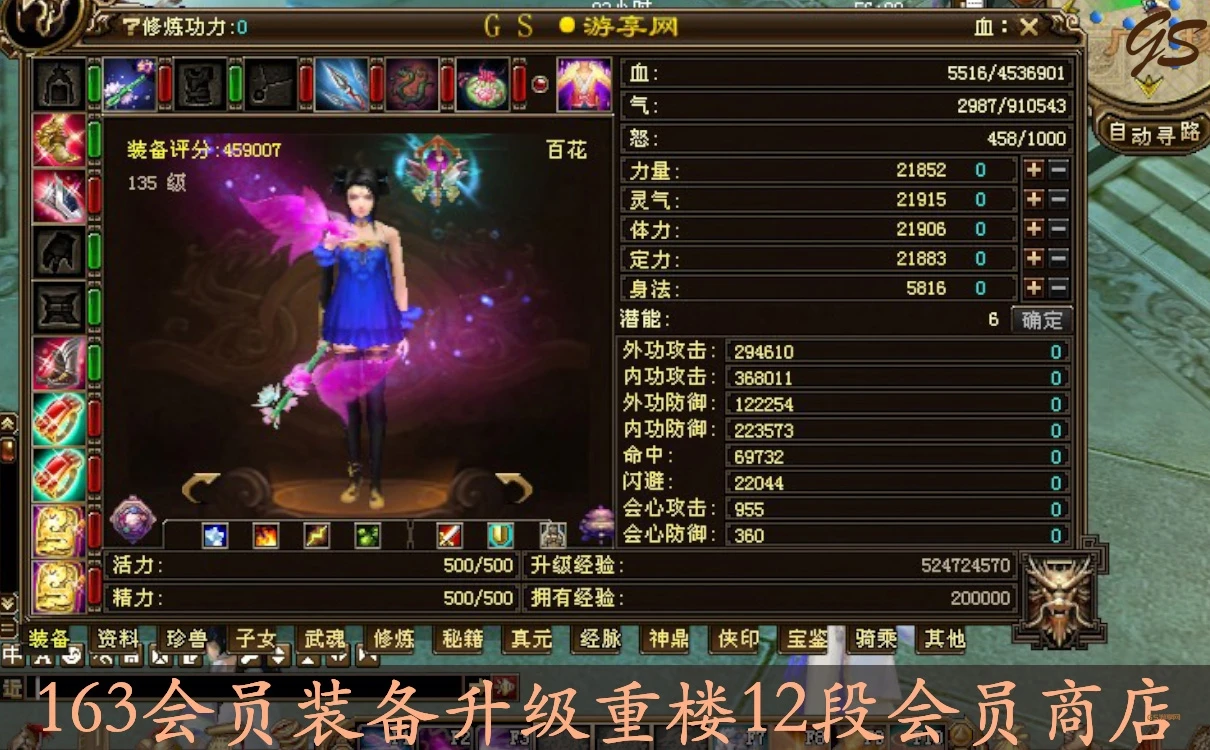 修炼功力:0
GS 游享网
血: ×
GS
自动寻路
血: 5516/4536901
气: 2987/910543
怒: 458/1000
装备评分:459007
百花
135 级
力量: 21852 0 + -
灵气: 21915 0 + -
体力: 21906 0 + -
定力: 21883 0 + -
身法: 5816 0 + -
潜能: 6 确定
外功攻击: 294610 0
内功攻击: 368011 0
外功防御: 122254 0
内功防御: 223573 0
命中: 69732 0
闪避: 22044 0
会心攻击: 955 0
会心防御: 360 0
活力: 500/500 升级经验: 524724570
精力: 500/500 拥有经验: 200000
装备 资料 珍兽 子女 武魂 修炼 秘籍 真元 经脉 神鼎 侠印 宝鉴 骑乘 其他
近
163会员装备升级重楼12段会员商店